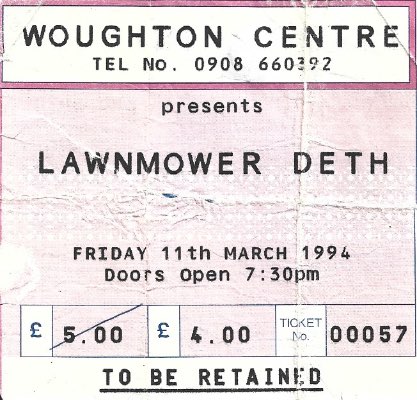 WOUGHTON CENTRE
TEL No. 0908 660392
presents
LAWNMOWER DETH
FRIDAY 11th MARCH 1994
Doors Open 7:30pm
£ 5.00 £ 4.00 TICKET No. 00057
TO BE RETAINED